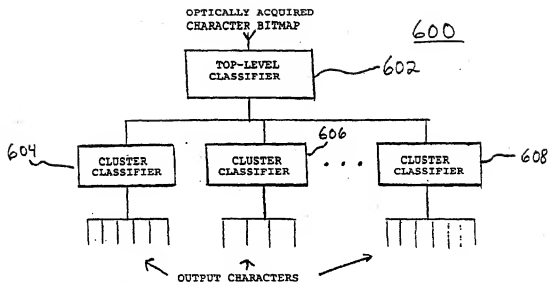 OPTICALLY ACQUIRED
CHARACTER BITMAP
600
TOP-LEVEL
CLASSIFIER
602
604
CLUSTER
CLASSIFIER
606
CLUSTER
CLASSIFIER
...
CLUSTER
CLASSIFIER
608
OUTPUT CHARACTERS